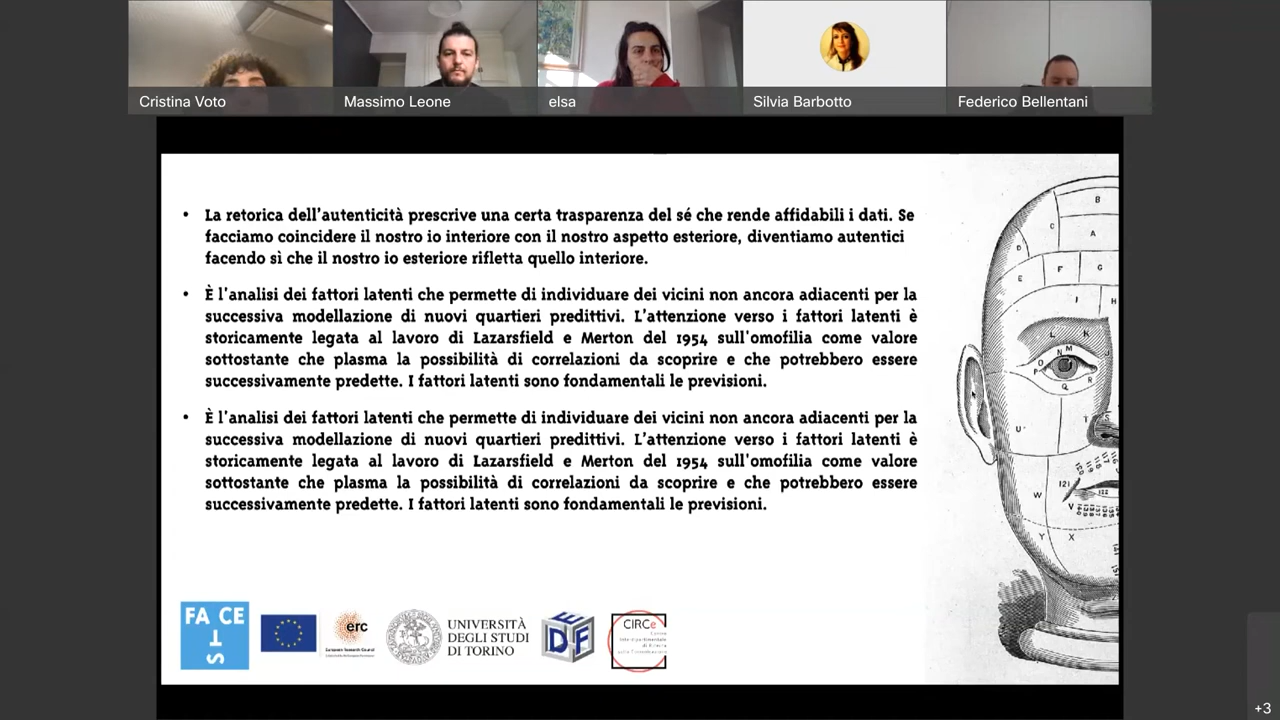 Cristina Voto
Massimo Leone
elsa
Silvia Barbotto
Federico Bellentani
• La retorica dell'autenticità prescrive una certa trasparenza del sé che rende affidabili i dati. Se
facciamo coincidere il nostro io interiore con il nostro aspetto esteriore, diventiamo autentici
facendo sì che il nostro io esteriore rifletta quello interiore.
• È l'analisi dei fattori latenti che permette di individuare dei vicini non ancora adiacenti per la
successiva modellazione di nuovi quartieri predittivi. L'attenzione verso i fattori latenti è
storicamente legata al lavoro di Lazarsfield e Merton del 1954 sull'omofilia come valore
sottostante che plasma la possibilità di correlazioni da scoprire e che potrebbero essere
successivamente predette. I fattori latenti sono fondamentali le previsioni.
• È l'analisi dei fattori latenti che permette di individuare dei vicini non ancora adiacenti per la
successiva modellazione di nuovi quartieri predittivi. L'attenzione verso i fattori latenti è
storicamente legata al lavoro di Lazarsfield e Merton del 1954 sull'omofilia come valore
sottostante che plasma la possibilità di correlazioni da scoprire e che potrebbero essere
successivamente predette. I fattori latenti sono fondamentali le previsioni.
B
C
A
D
E
F
G
I
H
L
K
N
M
O
P
Q
R
T
S
U
W
121
V
122
Y
X
FA CE
T
S
erc
European Research Council
UNIVERSITÀ
DEGLI STUDI
DI TORINO
DEF
CIRCe
+3